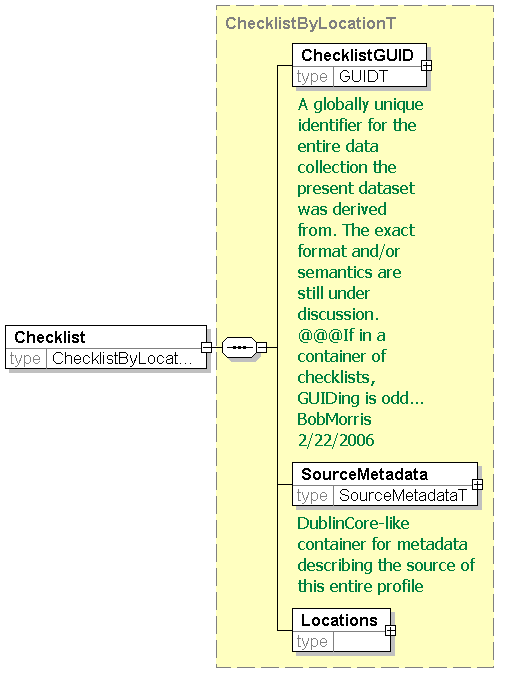 ChecklistByLocationT
ChecklistGUID
type GUIDT
A globally unique
identifier for the
entire data
collection the
present dataset
was derived
from. The exact
format and/or
semantics are
still under
discussion.
@@@If in a
container of
checklists,
GUIDing is odd...
BobMorris
2/22/2006
Checklist
type ChecklistByLocat...
SourceMetadata
type SourceMetadataT
DublinCore-like
container for metadata
describing the source of
this entire profile
Locations
type